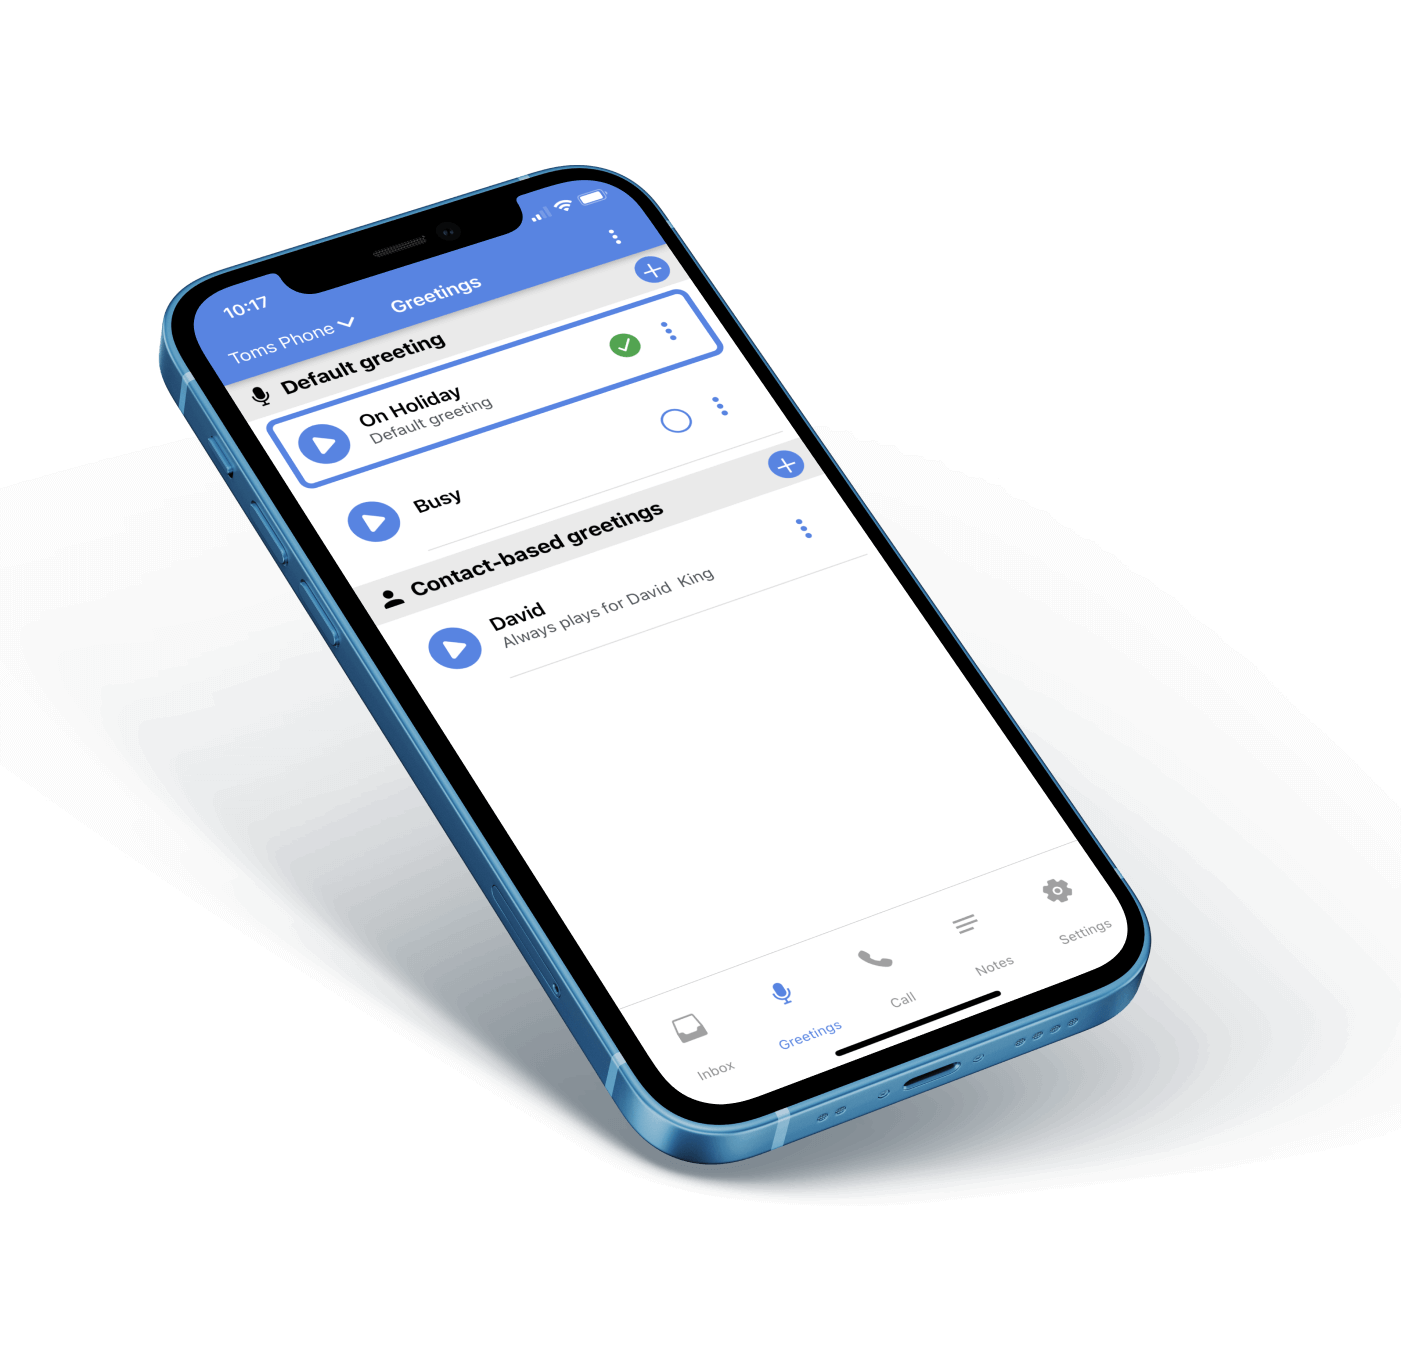 10:17
Toms Phone
Greetings
Default greeting
On Holiday
Default greeting
Busy
Contact-based greetings
David
Always plays for David King
Inbox
Greetings
Call
Notes
Settings